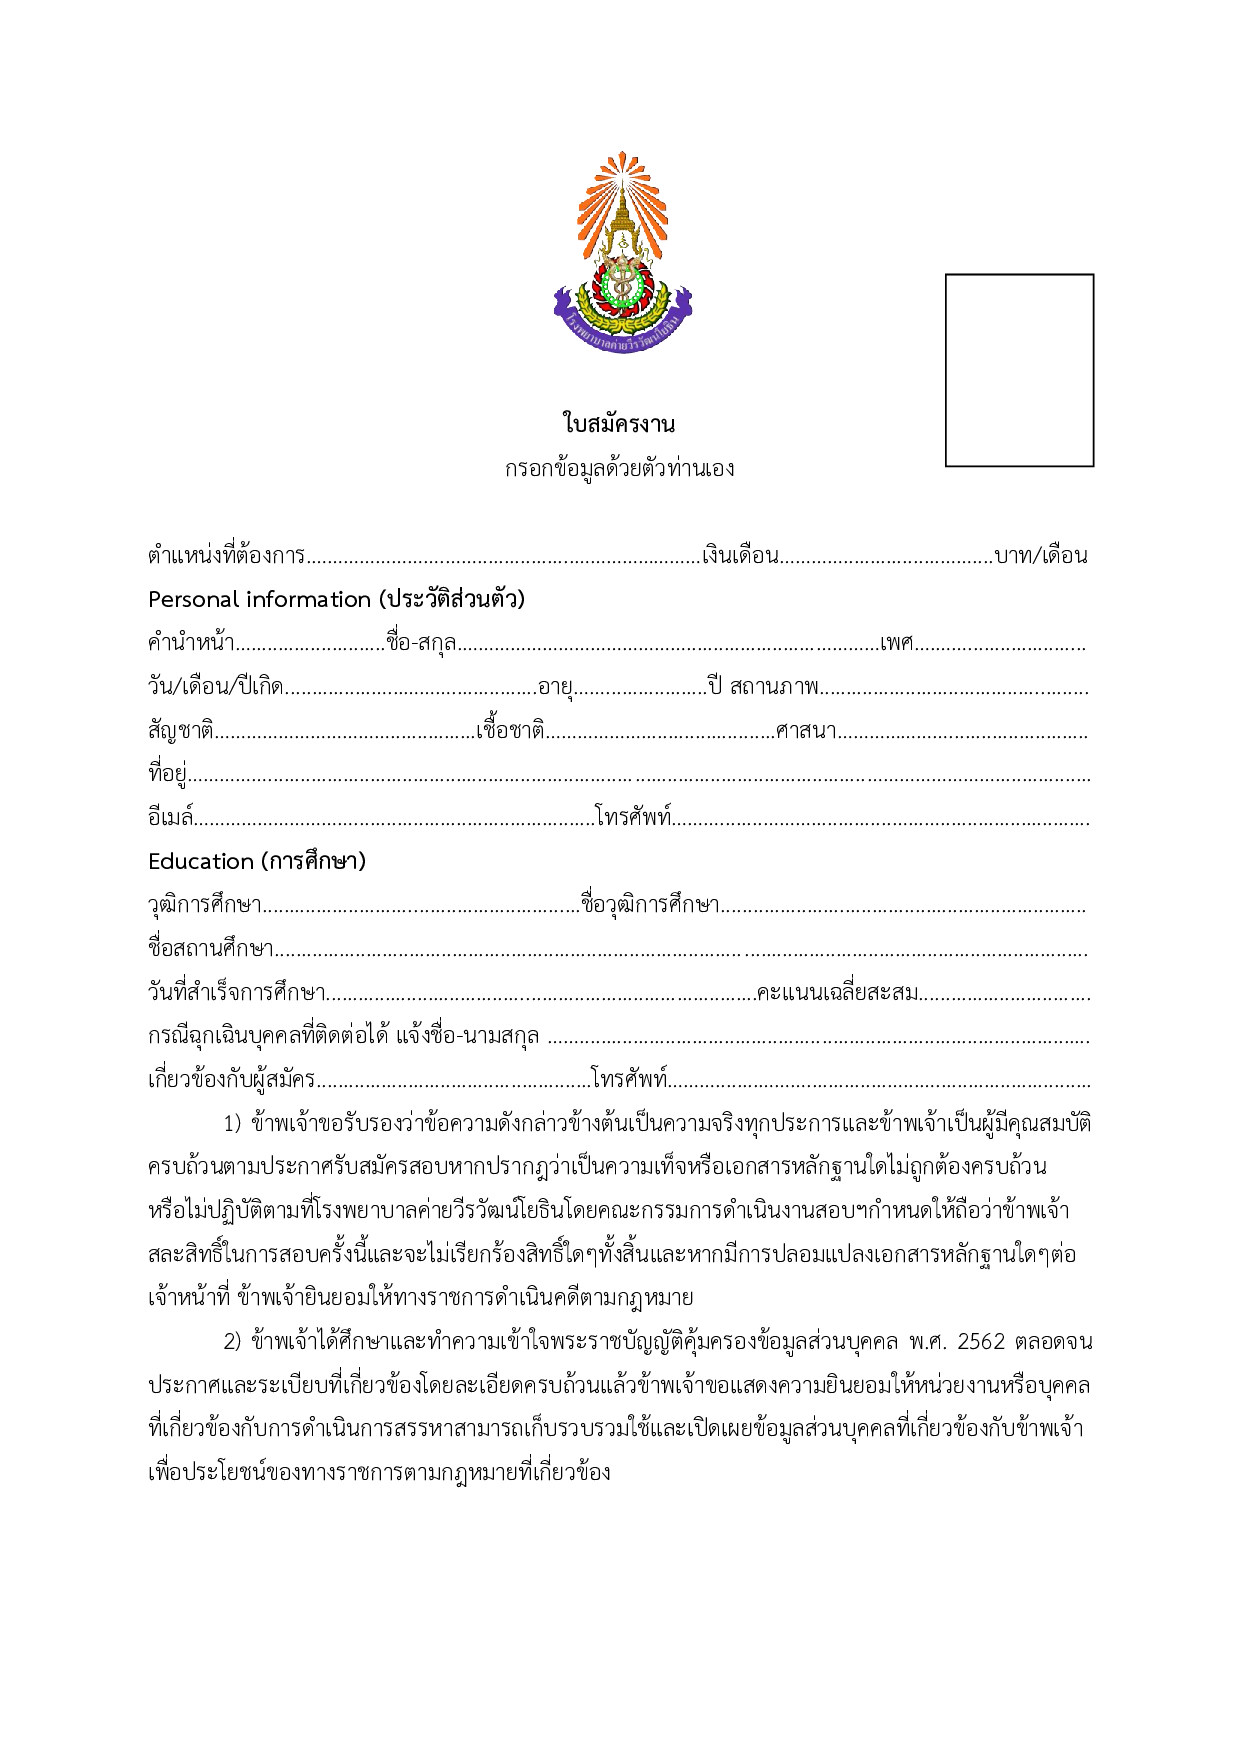 โรงพยาบาลค่ายวีรวัฒน์โยธิน
ใบสมัครงาน
กรอกข้อมูลด้วยตัวท่านเอง
ตำแหน่งที่ต้องการ..........................................................................เงินเดือน........................................บาท/เดือน
Personal information (ประวัติส่วนตัว)
คำนำหน้า............................ชื่อ-สกุล...............................................................................เพศ................................
วัน/เดือน/ปีเกิด...............................................อายุ.........................ปี สถานภาพ..................................................
สัญชาติ.................................................เชื้อชาติ...........................................ศาสนา...............................................
ที่อยู่.........................................................................................................................................................................
อีเมล์...........................................................................โทรศัพท์..............................................................................
Education (การศึกษา)
วุฒิการศึกษา...........................................................ชื่อวุฒิการศึกษา....................................................................
ชื่อสถานศึกษา........................................................................................................................................................
วันที่สำเร็จการศึกษา................................................................................คะแนนเฉลี่ยสะสม................................
กรณีฉุกเฉินบุคคลที่ติดต่อได้ แจ้งชื่อ-นามสกุล .....................................................................................................
เกี่ยวข้องกับผู้สมัคร...................................................โทรศัพท์...............................................................................
1) ข้าพเจ้าขอรับรองว่าข้อความดังกล่าวข้างต้นเป็นความจริงทุกประการและข้าพเจ้าเป็นผู้มีคุณสมบัติ
ครบถ้วนตามประกาศรับสมัครสอบหากปรากฎว่าเป็นความเท็จหรือเอกสารหลักฐานใดไม่ถูกต้องครบถ้วน
หรือไม่ปฏิบัติตามที่โรงพยาบาลค่ายวีรวัฒน์โยธินโดยคณะกรรมการดำเนินงานสอบฯกำหนดให้ถือว่าข้าพเจ้า
สละสิทธิ์ในการสอบครั้งนี้และจะไม่เรียกร้องสิทธิ์ใดๆทั้งสิ้นและหากมีการปลอมแปลงเอกสารหลักฐานใดๆต่อ
เจ้าหน้าที่ ข้าพเจ้ายินยอมให้ทางราชการดำเนินคดีตามกฎหมาย
2) ข้าพเจ้าได้ศึกษาและทำความเข้าใจพระราชบัญญัติคุ้มครองข้อมูลส่วนบุคคล พ.ศ. 2562 ตลอดจน
ประกาศและระเบียบที่เกี่ยวข้องโดยละเอียดครบถ้วนแล้วข้าพเจ้าขอแสดงความยินยอมให้หน่วยงานหรือบุคคล
ที่เกี่ยวข้องกับการดำเนินการสรรหาสามารถเก็บรวบรวมใช้และเปิดเผยข้อมูลส่วนบุคคลที่เกี่ยวข้องกับข้าพเจ้า
เพื่อประโยชน์ของทางราชการตามกฎหมายที่เกี่ยวข้อง